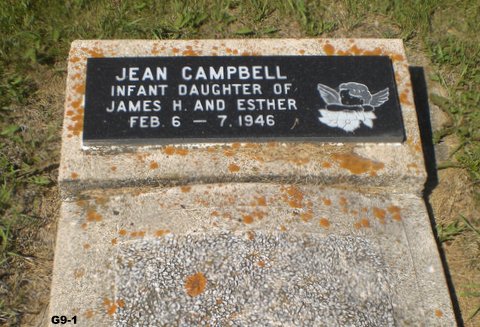 JEAN CAMPBELL
INFANT DAUGHTER OF
JAMES H. AND ESTHER
FEB. 6 — 7, 1946
G9-1